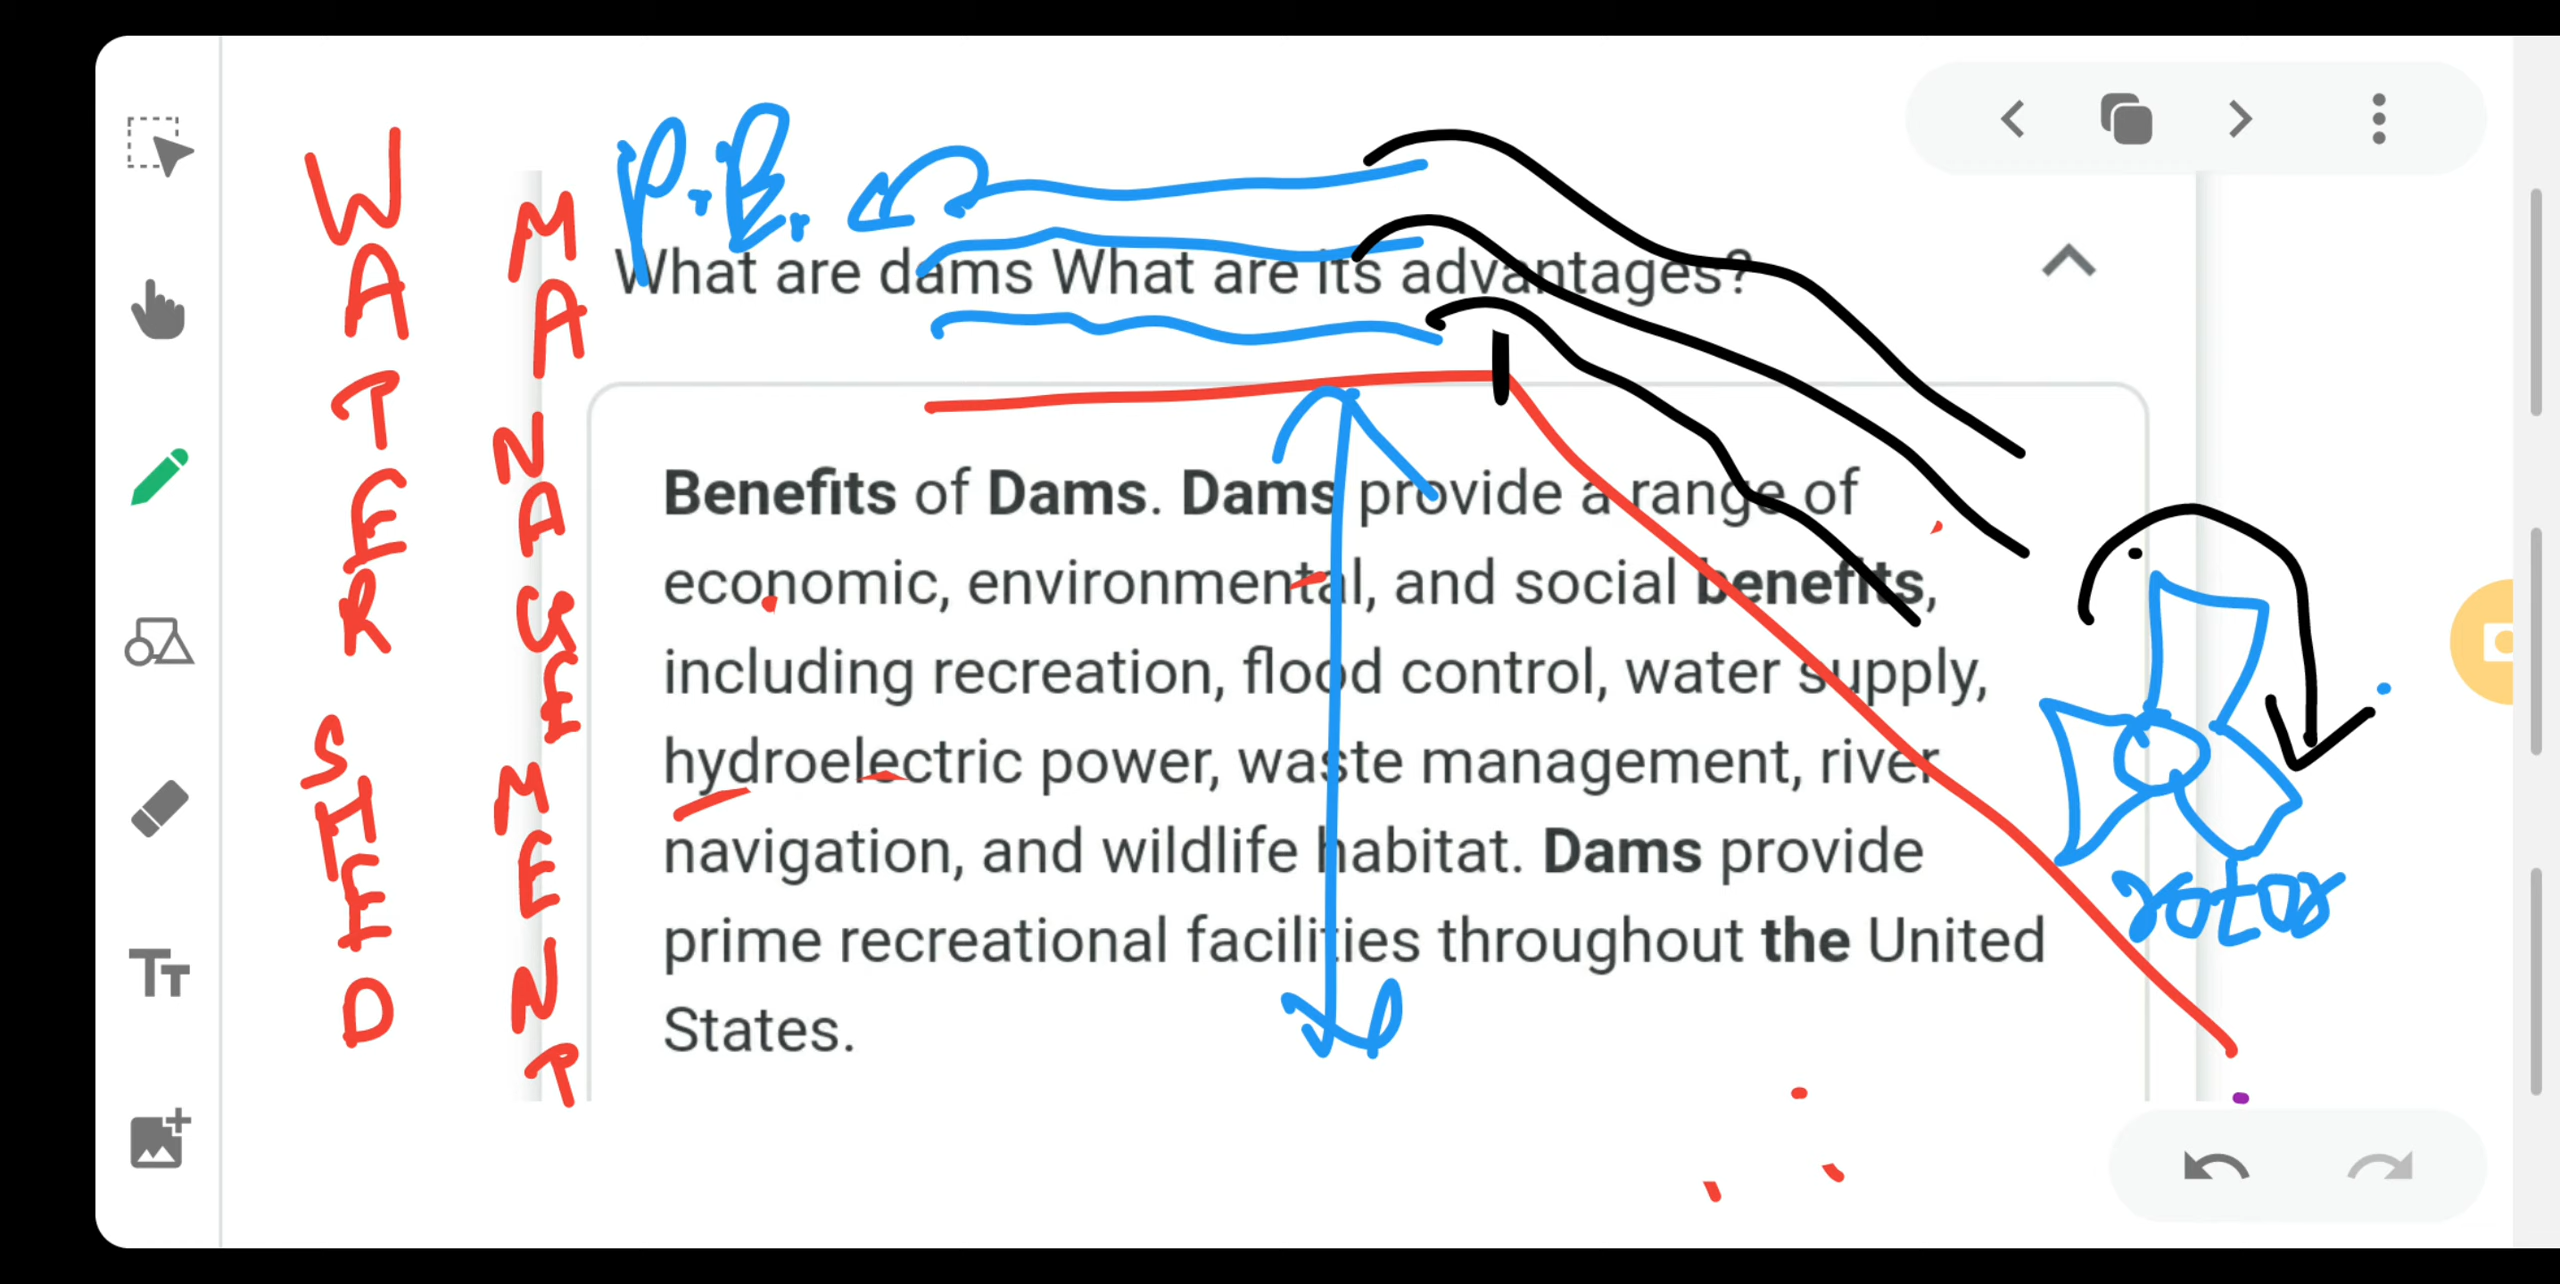 WATER SHED
MANAGEMENT
P.E.
What are dams What are its advantages?
Benefits of Dams. Dams provide a range of
economic, environmental, and social benefits,
including recreation, flood control, water supply,
hydroelectric power, waste management, river
navigation, and wildlife habitat. Dams provide
prime recreational facilities throughout the United
States.
rotor